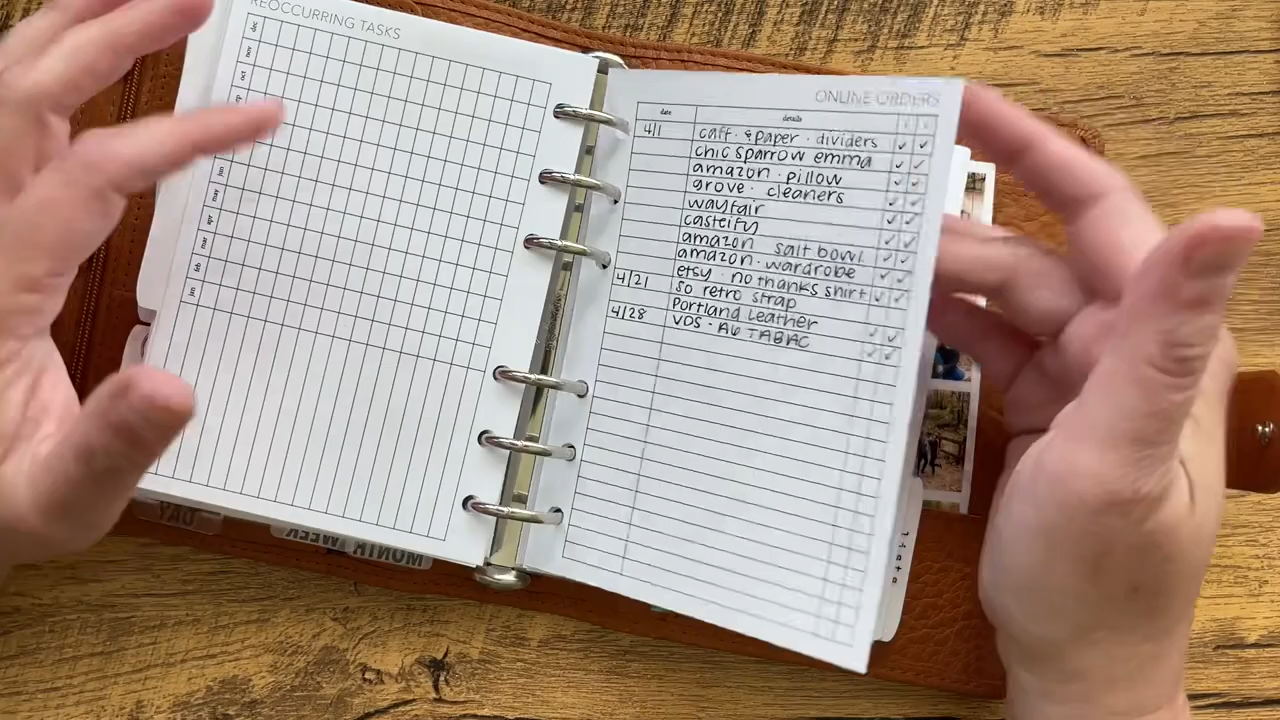 REOCCURRING TASKS
dec
nov
oct
jun
may
apr
mar
feb
jan
ONLINE ORDERS
date details
4/1 caff. & paper · dividers
chic sparrow emma
amazon · pillow
grove · cleaners
wayfair
casteify
amazon salt bowl
amazon · wardrobe
etsy · no thanks shirt
4/21 so retro strap
Portland Leather
4/28 VDS · A6 TABAC
DAY
WEEK
MONTH